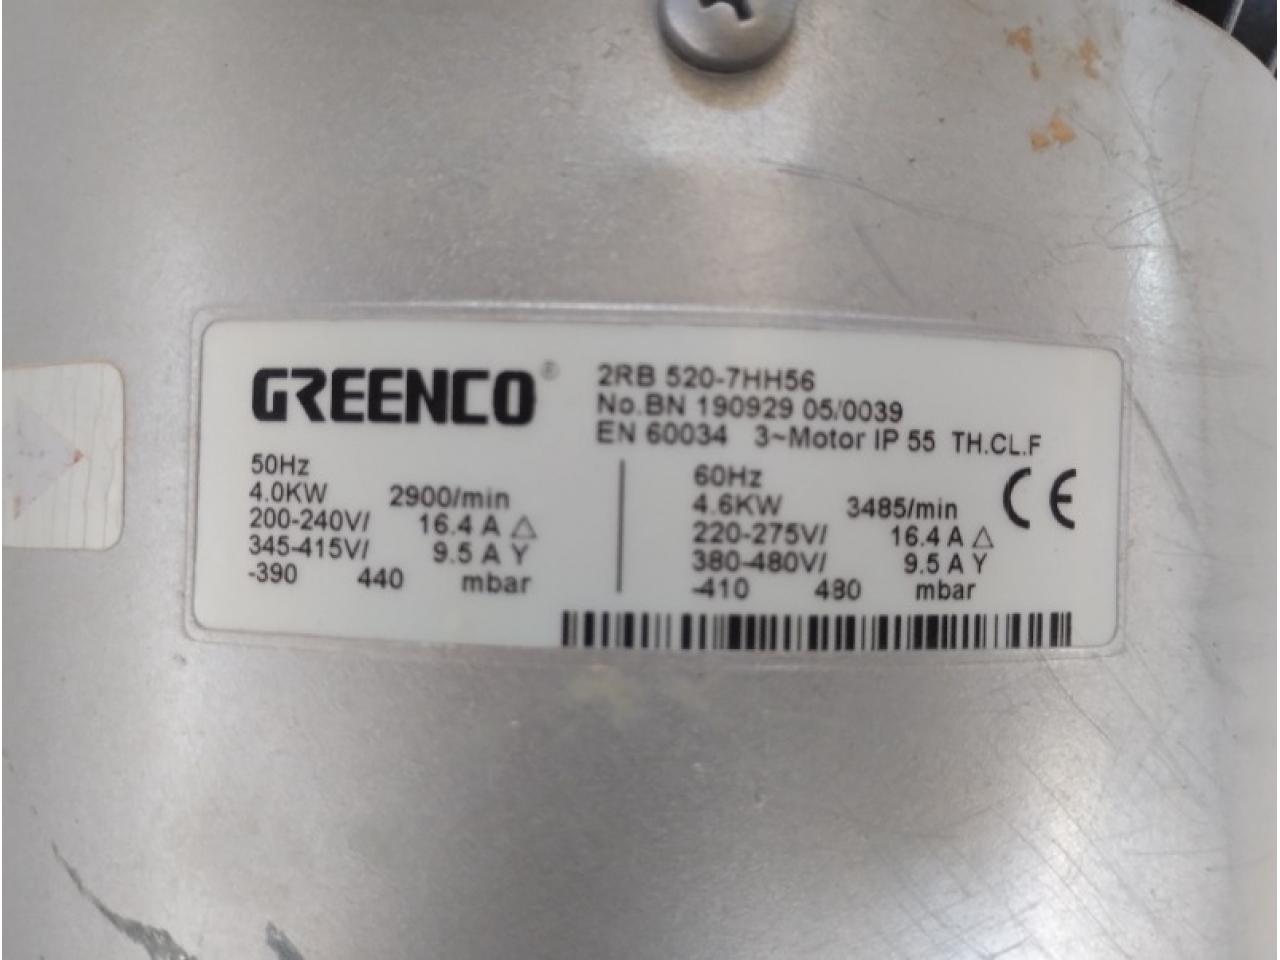 GREENCO®
2RB 520-7HH56
No.BN 190929 05/0039
EN 60034 3~Motor IP 55 TH.CL.F
50Hz
4.0KW 2900/min
200-240V/ 16.4 A △
345-415V/ 9.5 A Y
-390 440 mbar
60Hz
4.6KW 3485/min
220-275V/ 16.4 A △
380-480V/ 9.5 A Y
-410 480 mbar
CE